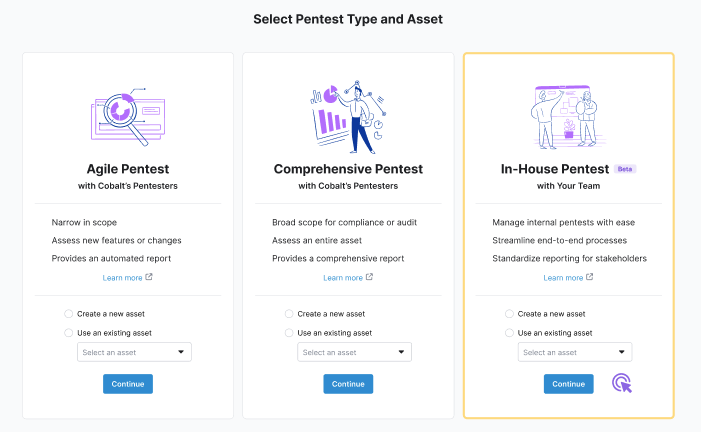 Select Pentest Type and Asset
Agile Pentest
with Cobalt's Pentesters
Narrow in scope
Assess new features or changes
Provides an automated report
Learn more
Create a new asset
Use an existing asset
Select an asset
Continue
Comprehensive Pentest
with Cobalt's Pentesters
Broad scope for compliance or audit
Assess an entire asset
Provides a comprehensive report
Learn more
Create a new asset
Use an existing asset
Select an asset
Continue
In-House Pentest Beta
with Your Team
Manage internal pentests with ease
Streamline end-to-end processes
Standardize reporting for stakeholders
Learn more
Create a new asset
Use an existing asset
Select an asset
Continue